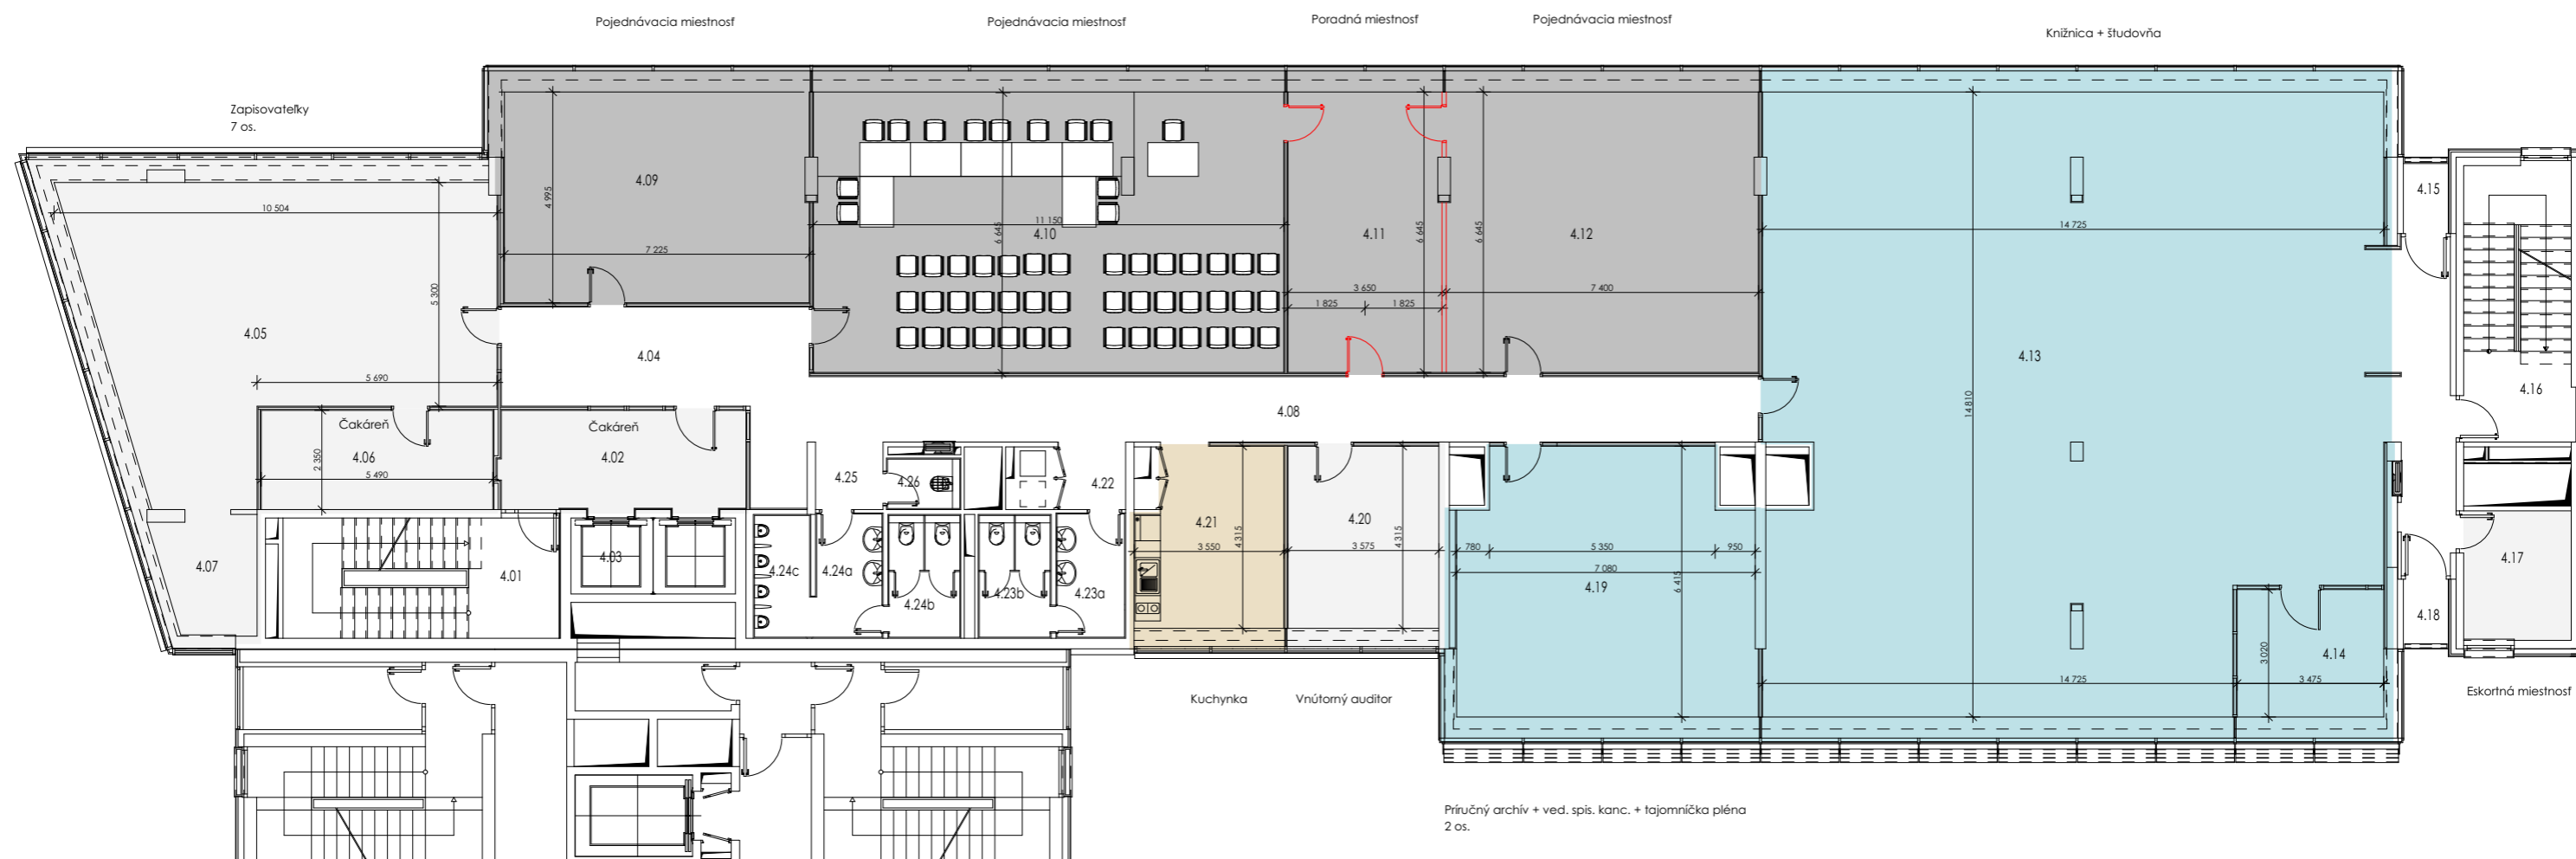 Pojednávacia miestnosť
Pojednávacia miestnosť
Poradná miestnosť
Pojednávacia miestnosť
Knižnica + študovňa
Zapisovateľky
7 os.
4.09
4 995
7 225
4.10
11 150
6 645
4.11
6 645
3 650
1 825
1 825
4.12
6 645
7 400
4.13
14 725
14 810
14 725
4.15
4.16
4.05
10 504
5 300
5 690
4.04
4.08
Čakáreň
4.06
2 350
5 490
Čakáreň
4.02
4.25
4.26
4.22
4.21
3 550
4 315
4.20
3 575
4 315
780
5 350
950
7 080
4.19
6 415
4.17
4.07
4.01
4.03
4.24c
4.24a
4.24b
4.23b
4.23a
4.18
4.14
3 020
3 475
Kuchynka
Vnútorný audítor
Eskortná miestnosť
Príručný archív + ved. spis. kanc. + tajomníčka pléna
2 os.